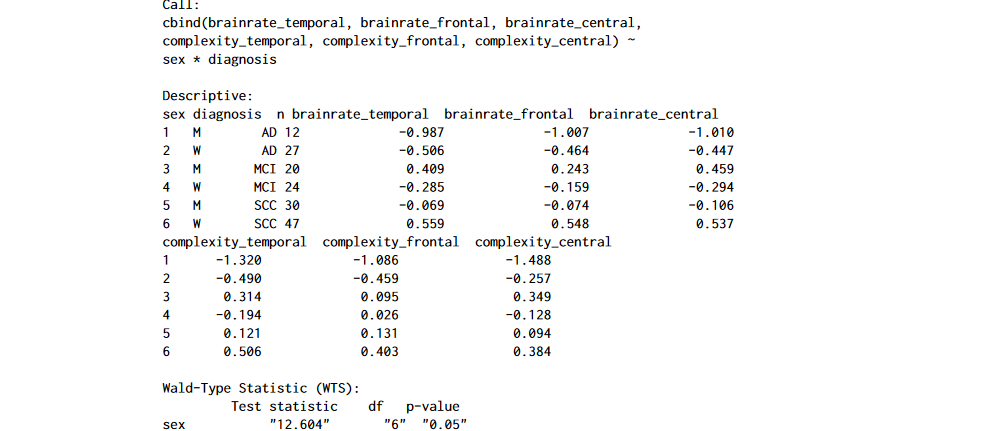 Call:
cbind(brainrate_temporal, brainrate_frontal, brainrate_central,
complexity_temporal, complexity_frontal, complexity_central) ~
sex * diagnosis
Descriptive:
sex diagnosis n brainrate_temporal brainrate_frontal brainrate_central
1 M AD 12 -0.987 -1.007 -1.010
2 W AD 27 -0.506 -0.464 -0.447
3 M MCI 20 0.409 0.243 0.459
4 W MCI 24 -0.285 -0.159 -0.294
5 M SCC 30 -0.069 -0.074 -0.106
6 W SCC 47 0.559 0.548 0.537
complexity_temporal complexity_frontal complexity_central
1 -1.320 -1.086 -1.488
2 -0.490 -0.459 -0.257
3 0.314 0.095 0.349
4 -0.194 0.026 -0.128
5 0.121 0.131 0.094
6 0.506 0.403 0.384
Wald-Type Statistic (WTS):
Test statistic df p-value
sex "12.604" "6" "0.05"